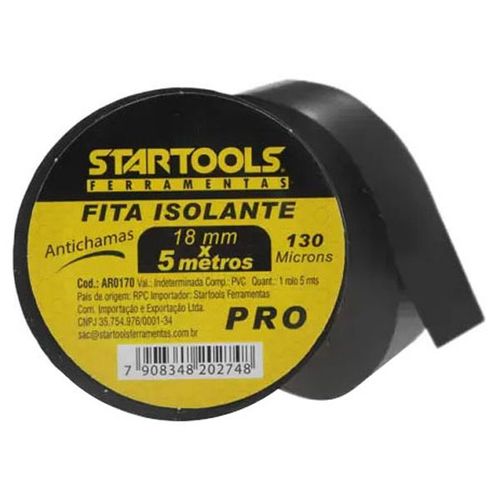 STARTOOLS
FERRAMENTAS
FITA ISOLANTE
Antichamas
18 mm
x
5 metros
130
Microns
Cod.: AR0170 Val.: Indeterminada Comp.: PVC Quant.: 1 rolo 5 mts
País de origem: RPC Importador: Startools Ferramentas
Com. Importação e Exportação Ltda.
CNPJ 35.754.976/0001-34
sac@startoolsferramentas.com.br
PRO
7 908348 202748